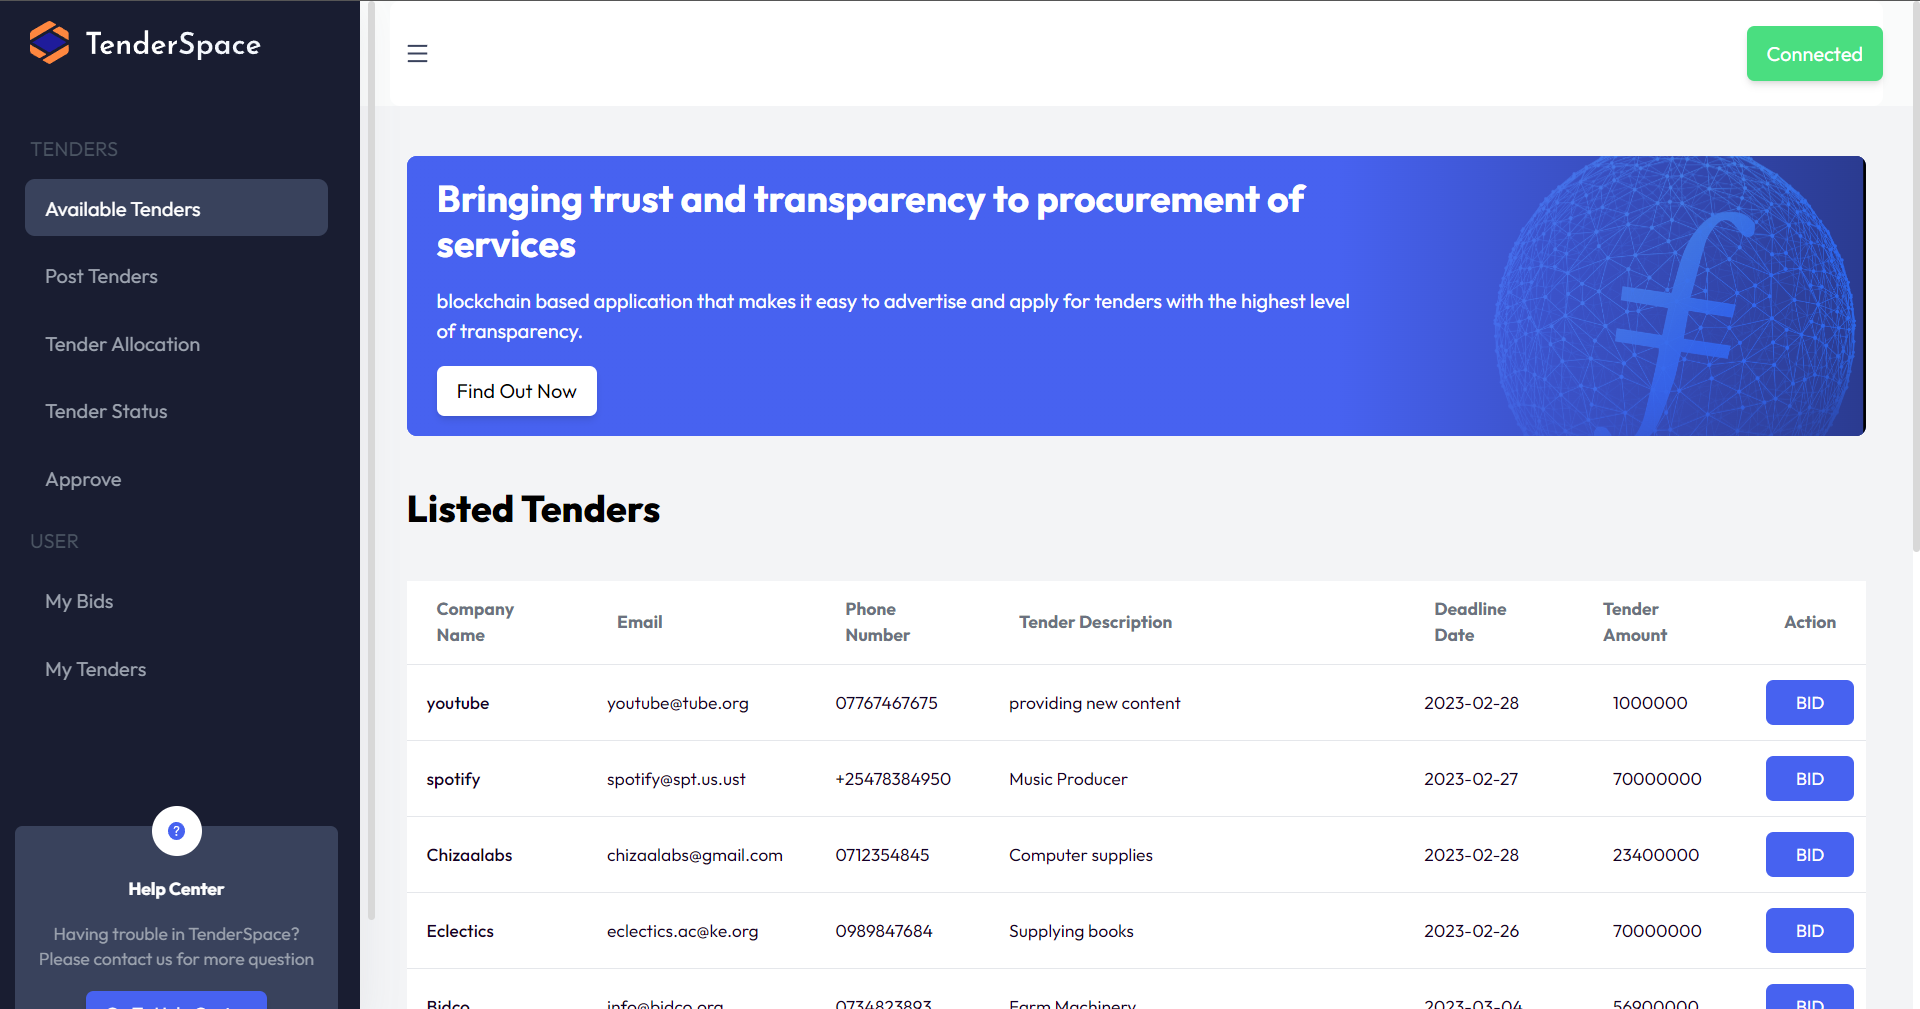 TenderSpace
Connected
TENDERS
Available Tenders
Post Tenders
Tender Allocation
Tender Status
Approve
USER
My Bids
My Tenders
?
Help Center
Having trouble in TenderSpace?
Please contact us for more question
Bringing trust and transparency to procurement of
services
blockchain based application that makes it easy to advertise and apply for tenders with the highest level
of transparency.
Find Out Now
Listed Tenders
Company Name Email Phone Number Tender Description Deadline Date Tender Amount Action
youtube youtube@tube.org 07767467675 providing new content 2023-02-28 1000000 BID
spotify spotify@spt.us.ust +25478384950 Music Producer 2023-02-27 70000000 BID
Chizaalabs chizaalabs@gmail.com 0712354845 Computer supplies 2023-02-28 23400000 BID
Eclectics eclectics.ac@ke.org 0989847684 Supplying books 2023-02-26 70000000 BID
Bidco info@bidco.org 0734823893 Farm Machinery 2023-03-04 56900000 BID